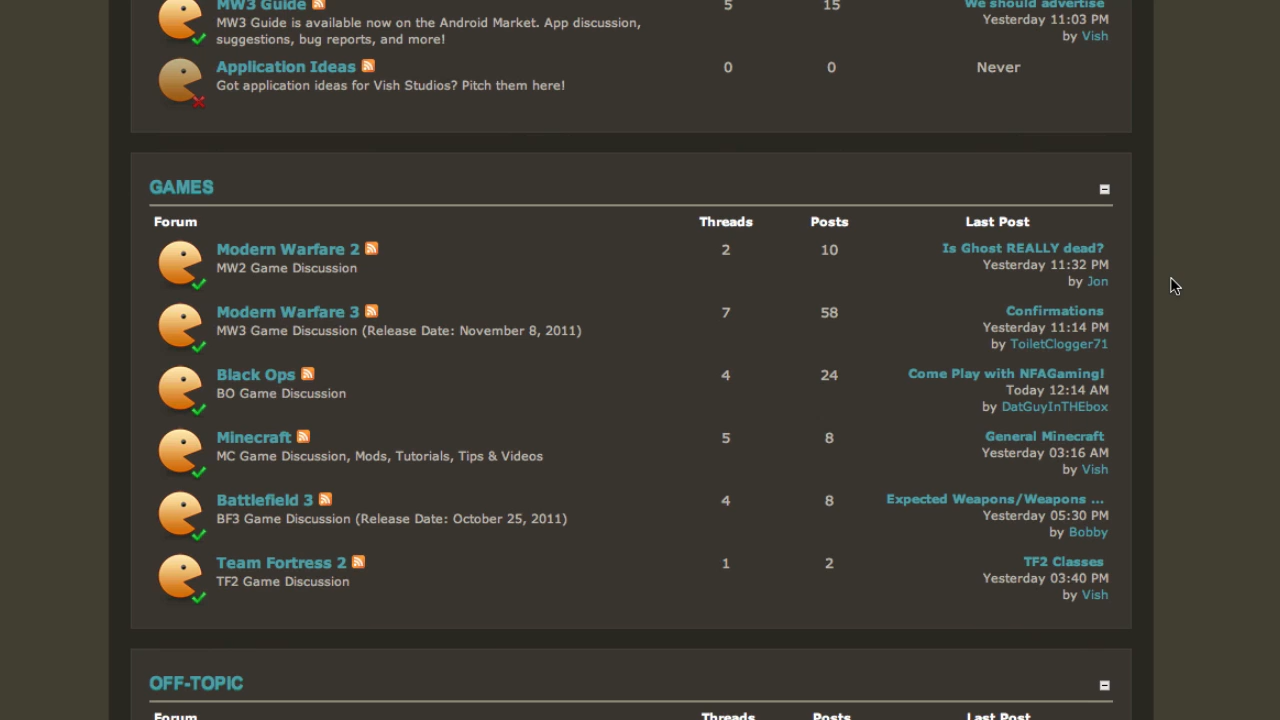 MW3 Guide 5 15 We should advertise
MW3 Guide is available now on the Android Market. App discussion, Yesterday 11:03 PM
suggestions, bug reports, and more! by Vish
Application Ideas 0 0 Never
Got application ideas for Vish Studios? Pitch them here!
GAMES
Forum Threads Posts Last Post
Modern Warfare 2 2 10 Is Ghost REALLY dead?
MW2 Game Discussion Yesterday 11:32 PM
by Jon
Modern Warfare 3 7 58 Confirmations
MW3 Game Discussion (Release Date: November 8, 2011) Yesterday 11:14 PM
by ToiletClogger71
Black Ops 4 24 Come Play with NFAGaming!
BO Game Discussion Today 12:14 AM
by DatGuyInTHEbox
Minecraft 5 8 General Minecraft
MC Game Discussion, Mods, Tutorials, Tips & Videos Yesterday 03:16 AM
by Vish
Battlefield 3 4 8 Expected Weapons/Weapons ...
BF3 Game Discussion (Release Date: October 25, 2011) Yesterday 05:30 PM
by Bobby
Team Fortress 2 1 2 TF2 Classes
TF2 Game Discussion Yesterday 03:40 PM
by Vish
OFF-TOPIC
Forum Threads Posts Last Post